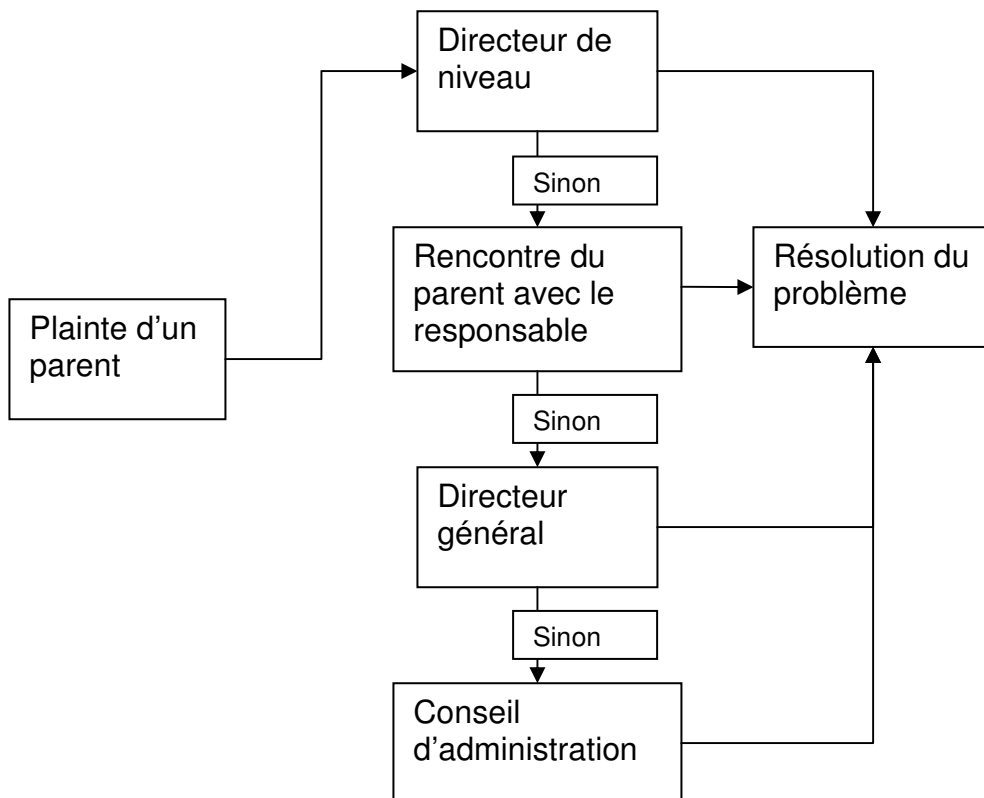 Directeur de
niveau
Sinon
Rencontre du
parent avec le
responsable
Résolution du
problème
Plainte d’un
parent
Sinon
Directeur
général
Sinon
Conseil
d’administration